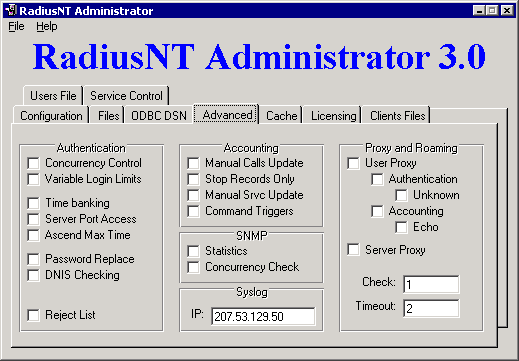 RadiusNT Administrator
File Help
RadiusNT Administrator 3.0
Users File Service Control
Configuration Files ODBC DSN Advanced Cache Licensing Clients Files
Authentication
Concurrency Control
Variable Login Limits
Time banking
Server Port Access
Ascend Max Time
Password Replace
DNIS Checking
Reject List
Accounting
Manual Calls Update
Stop Records Only
Manual Srvc Update
Command Triggers
SNMP
Statistics
Concurrency Check
Syslog
IP: 207.53.129.50
Proxy and Roaming
User Proxy
Authentication
Unknown
Accounting
Echo
Server Proxy
Check: 1
Timeout: 2